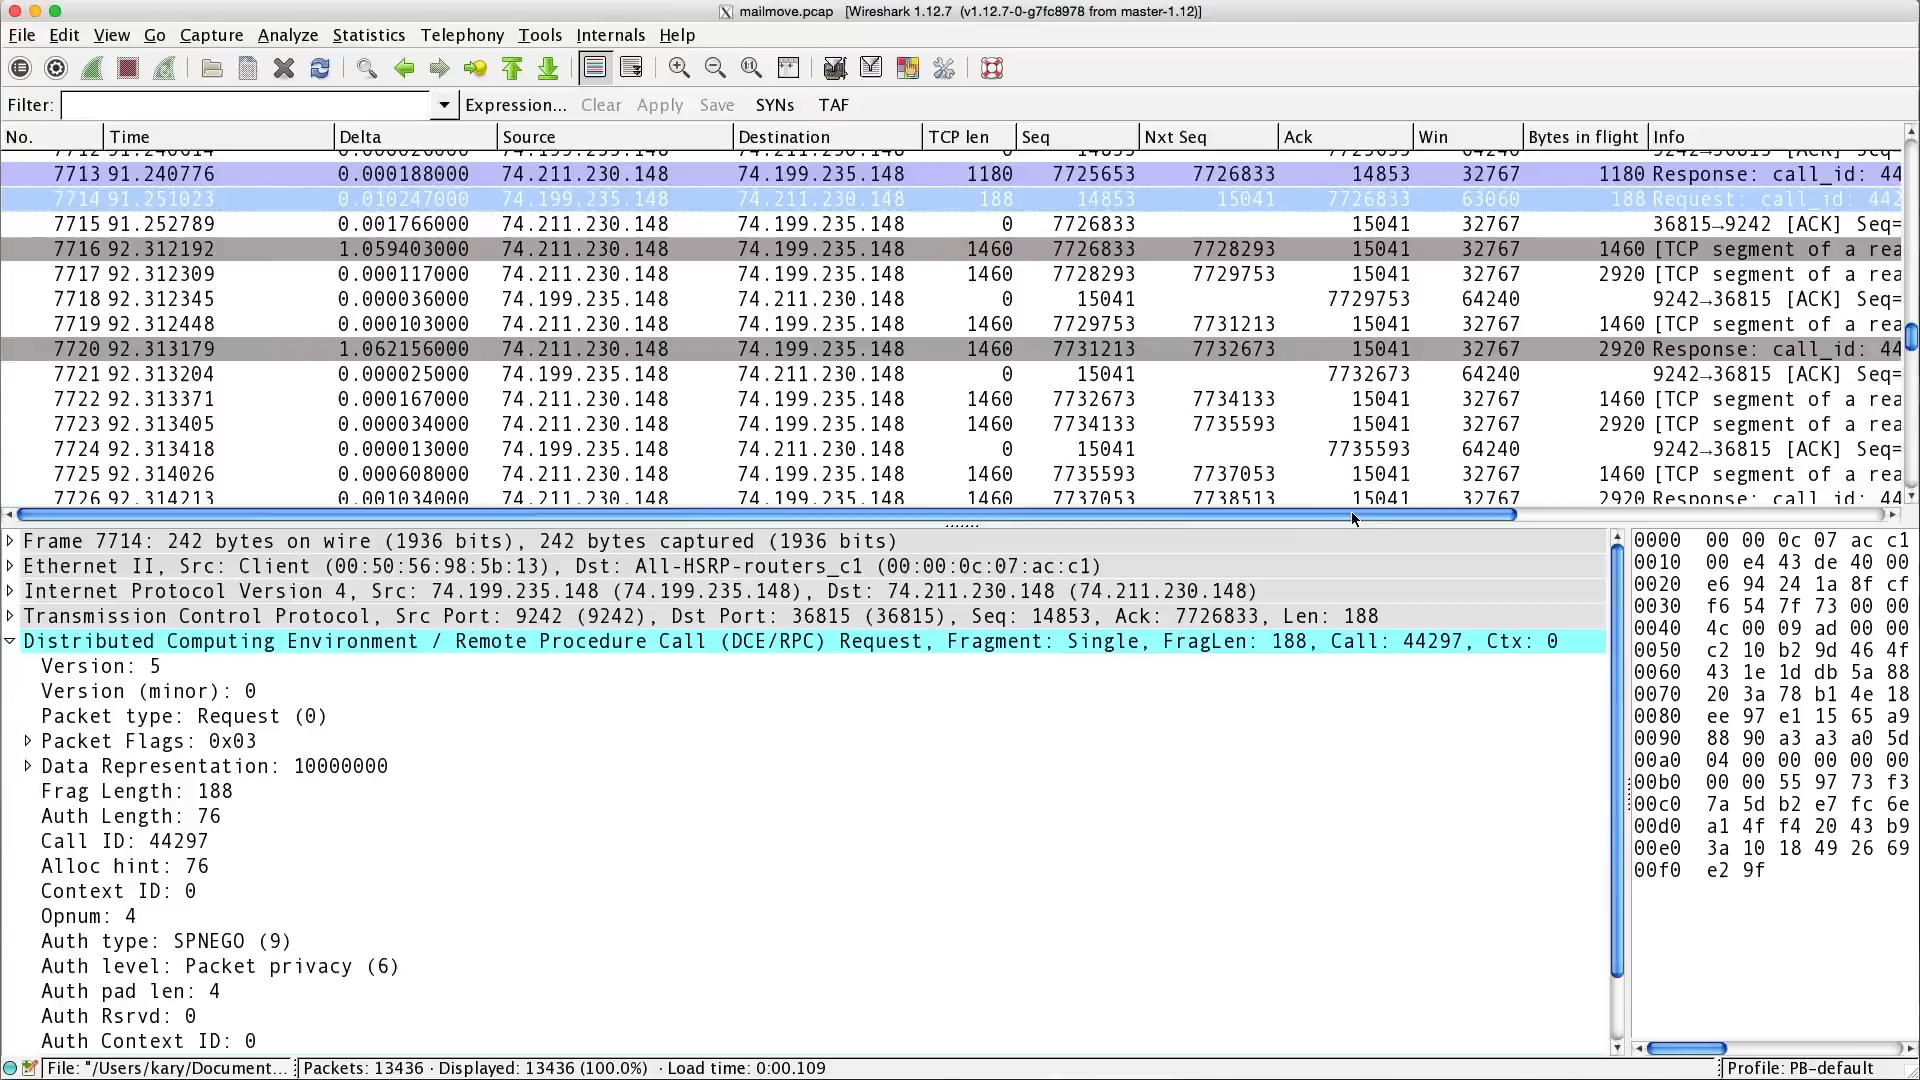 mailmove.pcap [Wireshark 1.12.7 (v1.12.7-0-g7fc8978 from master-1.12)]
File Edit View Go Capture Analyze Statistics Telephony Tools Internals Help
Filter: Expression... Clear Apply Save SYNs TAF
No. Time Delta Source Destination TCP len Seq Nxt Seq Ack Win Bytes in flight Info
7713 91.240776 0.000188000 74.211.230.148 74.199.235.148 1180 7725653 7726833 14853 32767 1180 Response: call_id: 44
7714 91.251023 0.010247000 74.199.235.148 74.211.230.148 188 14853 15041 7726833 63060 188 Request: call_id: 442
7715 91.252789 0.001766000 74.211.230.148 74.199.235.148 0 7726833 15041 32767 36815→9242 [ACK] Seq=
7716 92.312192 1.059403000 74.211.230.148 74.199.235.148 1460 7726833 7728293 15041 32767 1460 [TCP segment of a rea
7717 92.312309 0.000117000 74.211.230.148 74.199.235.148 1460 7728293 7729753 15041 32767 2920 [TCP segment of a rea
7718 92.312345 0.000036000 74.199.235.148 74.211.230.148 0 15041 7729753 64240 9242→36815 [ACK] Seq=
7719 92.312448 0.000103000 74.211.230.148 74.199.235.148 1460 7729753 7731213 15041 32767 1460 [TCP segment of a rea
7720 92.313179 1.062156000 74.211.230.148 74.199.235.148 1460 7731213 7732673 15041 32767 2920 Response: call_id: 44
7721 92.313204 0.000025000 74.199.235.148 74.211.230.148 0 15041 7732673 64240 9242→36815 [ACK] Seq=
7722 92.313371 0.000167000 74.211.230.148 74.199.235.148 1460 7732673 7734133 15041 32767 1460 [TCP segment of a rea
7723 92.313405 0.000034000 74.211.230.148 74.199.235.148 1460 7734133 7735593 15041 32767 2920 [TCP segment of a rea
7724 92.313418 0.000013000 74.199.235.148 74.211.230.148 0 15041 7735593 64240 9242→36815 [ACK] Seq=
7725 92.314026 0.000608000 74.211.230.148 74.199.235.148 1460 7735593 7737053 15041 32767 1460 [TCP segment of a rea
7726 92.314213 0.001034000 74.211.230.148 74.199.235.148 1460 7737053 7738513 15041 32767 2920 Response: call_id: 44
Frame 7714: 242 bytes on wire (1936 bits), 242 bytes captured (1936 bits)
Ethernet II, Src: Client (00:50:56:98:5b:13), Dst: All-HSRP-routers_c1 (00:00:0c:07:ac:c1)
Internet Protocol Version 4, Src: 74.199.235.148 (74.199.235.148), Dst: 74.211.230.148 (74.211.230.148)
Transmission Control Protocol, Src Port: 9242 (9242), Dst Port: 36815 (36815), Seq: 14853, Ack: 7726833, Len: 188
Distributed Computing Environment / Remote Procedure Call (DCE/RPC) Request, Fragment: Single, FragLen: 188, Call: 44297, Ctx: 0
Version: 5
Version (minor): 0
Packet type: Request (0)
Packet Flags: 0x03
Data Representation: 10000000
Frag Length: 188
Auth Length: 76
Call ID: 44297
Alloc hint: 76
Context ID: 0
Opnum: 4
Auth type: SPNEGO (9)
Auth level: Packet privacy (6)
Auth pad len: 4
Auth Rsrvd: 0
Auth Context ID: 0
0000 00 00 0c 07 ac c1
0010 00 e4 43 de 40 00
0020 e6 94 24 1a 8f cf
0030 f6 54 7f 73 00 00
0040 4c 00 09 ad 00 00
0050 c2 10 b2 9d 46 4f
0060 43 1e 1d db 5a 88
0070 20 3a 78 b1 4e 18
0080 ee 97 e1 15 65 a9
0090 88 90 a3 a3 a0 5d
00a0 04 00 00 00 00 00
00b0 00 00 55 97 73 f3
00c0 7a 5d b2 e7 fc 6e
00d0 a1 4f f4 20 43 b9
00e0 3a 10 18 49 26 69
00f0 e2 9f
File: "/Users/kary/Document... Packets: 13436 · Displayed: 13436 (100.0%) · Load time: 0:00.109 Profile: PB-default